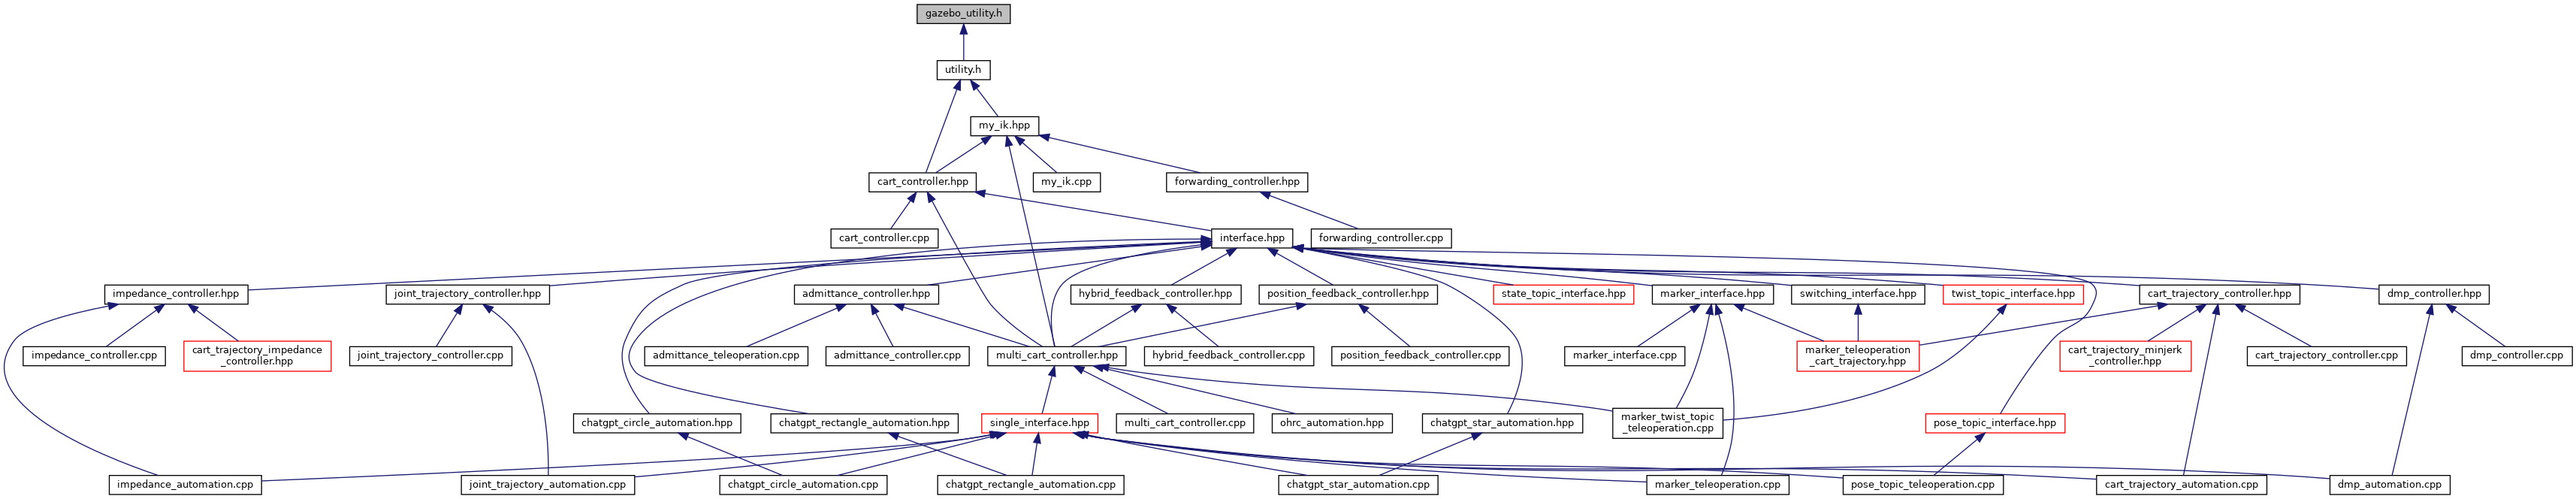 gazebo_utility.h
utility.h
my_ik.hpp
cart_controller.hpp
my_ik.cpp
forwarding_controller.hpp
cart_controller.cpp
interface.hpp
forwarding_controller.cpp
impedance_controller.hpp
joint_trajectory_controller.hpp
admittance_controller.hpp
hybrid_feedback_controller.hpp
position_feedback_controller.hpp
state_topic_interface.hpp
marker_interface.hpp
switching_interface.hpp
twist_topic_interface.hpp
cart_trajectory_controller.hpp
dmp_controller.hpp
impedance_controller.cpp
cart_trajectory_impedance
_controller.hpp
joint_trajectory_controller.cpp
admittance_teleoperation.cpp
admittance_controller.cpp
multi_cart_controller.hpp
hybrid_feedback_controller.cpp
position_feedback_controller.cpp
marker_interface.cpp
marker_teleoperation
_cart_trajectory.hpp
cart_trajectory_minjerk
_controller.hpp
cart_trajectory_controller.cpp
dmp_controller.cpp
chatgpt_circle_automation.hpp
chatgpt_rectangle_automation.hpp
single_interface.hpp
multi_cart_controller.cpp
ohrc_automation.hpp
chatgpt_star_automation.hpp
marker_twist_topic
_teleoperation.cpp
pose_topic_interface.hpp
impedance_automation.cpp
joint_trajectory_automation.cpp
chatgpt_circle_automation.cpp
chatgpt_rectangle_automation.cpp
chatgpt_star_automation.cpp
marker_teleoperation.cpp
pose_topic_teleoperation.cpp
cart_trajectory_automation.cpp
dmp_automation.cpp